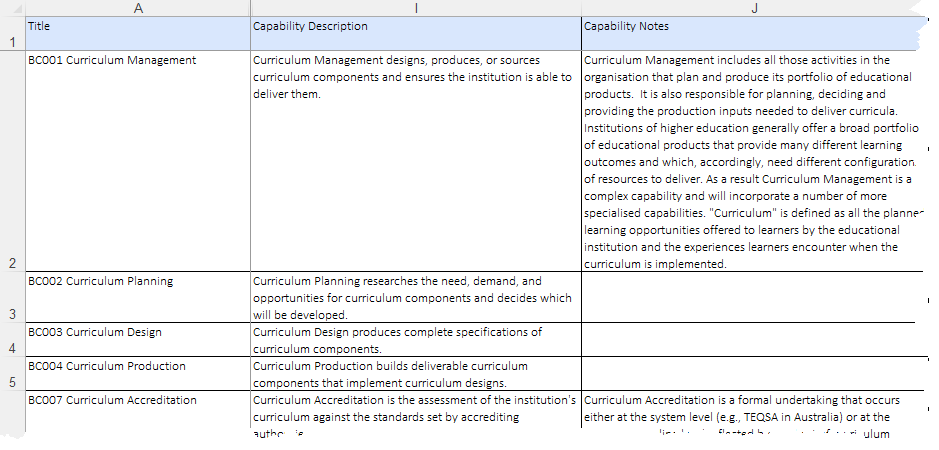 A I J
1 Title Capability Description Capability Notes
2 BC001 Curriculum Management
Curriculum Management designs, produces, or sources
curriculum components and ensures the institution is able to
deliver them.
Curriculum Management includes all those activities in the
organisation that plan and produce its portfolio of educational
products.  It is also responsible for planning, deciding and
providing the production inputs needed to deliver curricula.
Institutions of higher education generally offer a broad portfolio
of educational products that provide many different learning
outcomes and which, accordingly, need different configuration
of resources to deliver. As a result Curriculum Management is a
complex capability and will incorporate a number of more
specialised capabilities. "Curriculum" is defined as all the
learning opportunities offered to learners by the educational
institution and the experiences learners encounter when the
curriculum is implemented.
3 BC002 Curriculum Planning
Curriculum Planning researches the need, demand, and
opportunities for curriculum components and decides which
will be developed.
4 BC003 Curriculum Design
Curriculum Design produces complete specifications of
curriculum components.
5 BC004 Curriculum Production
Curriculum Production builds deliverable curriculum
components that implement curriculum designs.
BC007 Curriculum Accreditation
Curriculum Accreditation is the assessment of the institution's
curriculum against the standards set by accrediting
Curriculum Accreditation is a formal undertaking that occurs
either at the system level (e.g., TEQSA in Australia) or at the